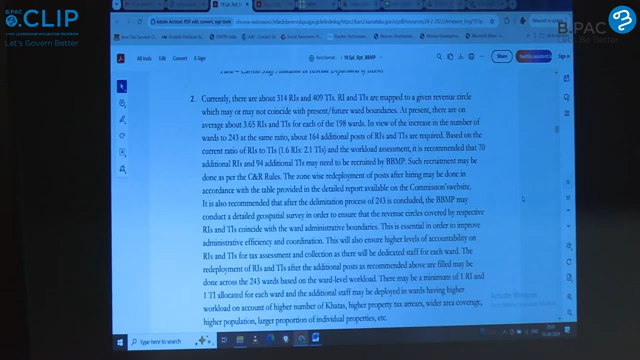 B.PAC
CLIP
Let's Govern Better
B.PAC
All tools Edit Convert E-Sign
Share
Sign in
2. Currently, there are about 314 RIs and 409 TIs. RI and TIs are mapped to a given revenue circle
which may or may not coincide with present/future ward boundaries. At present, there are on
average about 3.65 RIs and TIs for each of the 198 wards. In view of the increase in the number
of wards to 243 at the same ratio, about 164 additional posts of RIs and TIs are required. Based on the
current ratio of RIs to TIs (1.6 RIs: 2.1 TIs) and the workload assessment, it is recommended that 70
additional RIs and 94 additional TIs may need to be recruited by BBMP. Such recruitment may be
done as per the C&R Rules. The zone wise redeployment of posts after hiring may be done in
accordance with the table provided in the detailed report available on the Commission's website.
It is also recommended that after the delimitation process of 243 is concluded, the BBMP may
conduct a detailed geospatial survey in order to ensure that the revenue circles covered by respective
RIs and TIs coincide with the ward administrative boundaries. This is essential in order to improve
administrative efficiency and coordination. This will also ensure higher levels of accountability on
RIs and TIs for tax assessment and collection as there will be dedicated staff for each ward. The
redeployment of RIs and TIs after the additional posts as recommended above are filled may be
done across the 243 wards based on the ward-level workload. There may be a minimum of 1 RI and
1 TI allocated for each ward and the additional staff may be deployed in wards having higher
workload on account of higher number of Khatas, higher property tax arrears, wider area coverage,
higher population, larger proportion of individual properties, etc.
Activate Windows
Type here to search